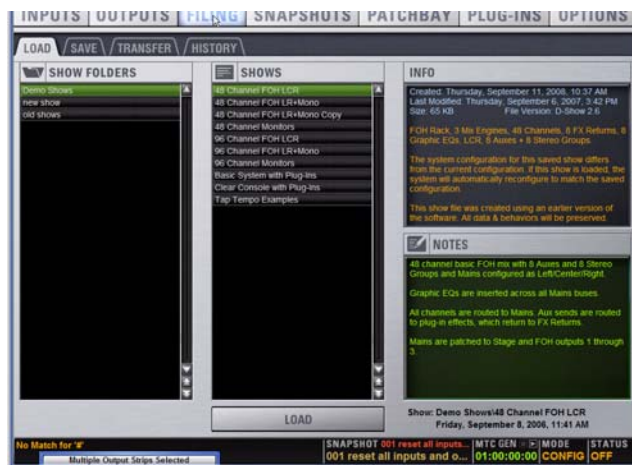 INPUTS OUTPUTS FILING SNAPSHOTS PATCHBAY PLUG-INS OPTIONS
LOAD SAVE TRANSFER HISTORY
SHOW FOLDERS
Demo Shows
new show
old shows
SHOWS
48 Channel FOH LCR
48 Channel FOH LR+Mono
48 Channel FOH LR+Mono Copy
48 Channel Monitors
96 Channel FOH LCR
96 Channel FOH LR+Mono
96 Channel Monitors
Basic System with Plug-Ins
Clear Console with Plug-Ins
Tap Tempo Examples
LOAD
INFO
Created: Thursday, September 11, 2008, 10:37 AM
Last Modified: Thursday, September 6, 2007, 3:42 PM
Size: 65 KB File Version: D-Show 2.6
FOH Rack, 3 Mix Engines, 48 Channels, 8 FX Returns, 8
Graphic EQs, LCR, 8 Auxes + 8 Stereo Groups.
The system configuration for this saved show differs
from the current configuration. If this show is loaded, the
system will automatically reconfigure to match the saved
configuration.
This show file was created using an earlier version of
the software. All data & behaviors will be preserved.
NOTES
48 channel basic FOH mix with 8 Auxes and 8 Stereo
Groups and Mains configured as Left/Center/Right.
Graphic EQs are inserted across all Mains buses.
All channels are routed to Mains. Aux sends are routed
to plug-in effects, which return to FX Returns.
Mains are patched to Stage and FOH outputs 1 through
3.
Show: Demo Shows\48 Channel FOH LCR
Friday, September 8, 2006, 11:41 AM
No Match for '#'
Multiple Output Strips Selected
SNAPSHOT 001 reset all inputs...
001 reset all inputs and o...
MTC GEN
01:00:00:00
MODE
CONFIG
STATUS
OFF